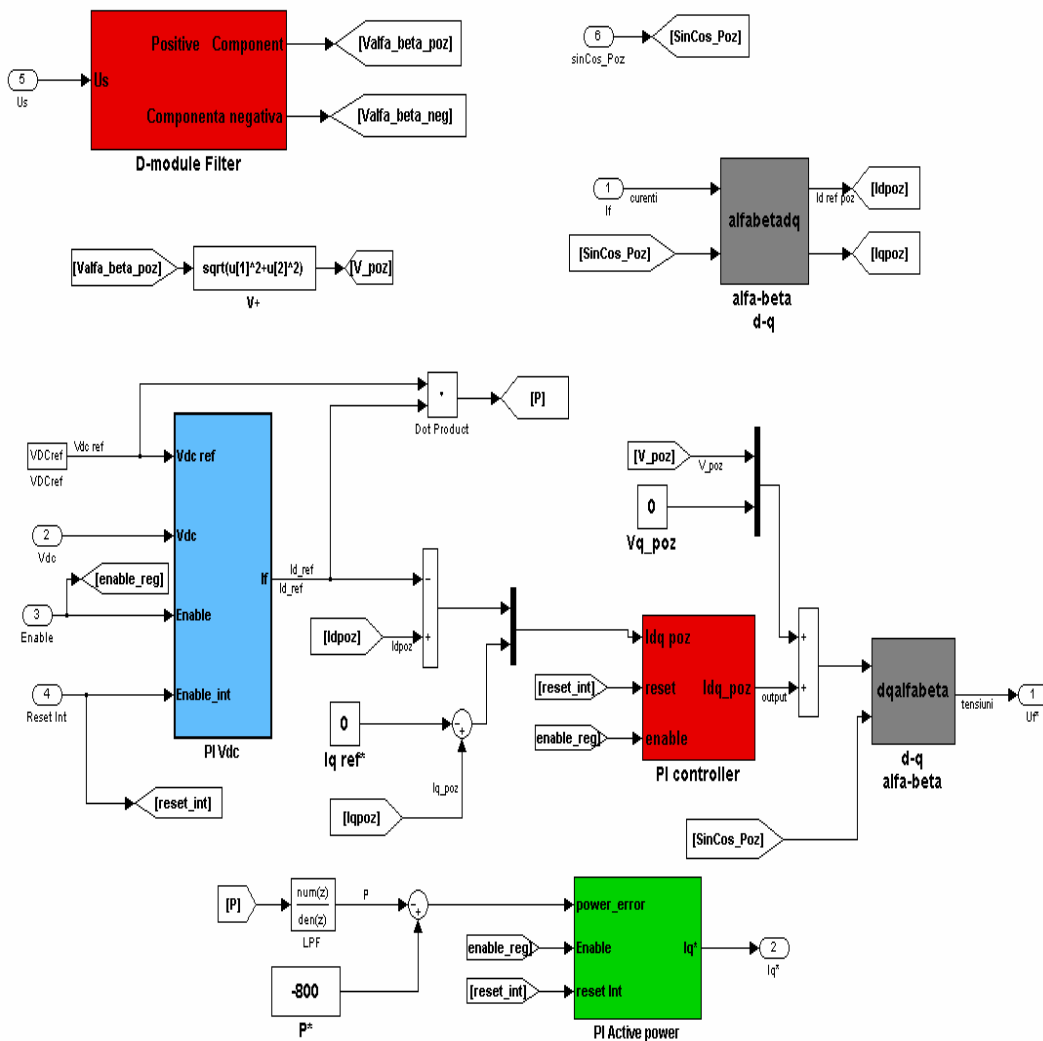 Positive Component
[Valfa_beta_poz]
5
Us
Us
Componenta negativa
[Valfa_beta_neg]
D-module Filter
6
sinCos_Poz
[SinCos_Poz]
1
If
curenti
[SinCos_Poz]
alfabetadq
Id ref poz
[Idpoz]
[Iqpoz]
alfa-beta
d-q
[Valfa_beta_poz]
sqrt(u[1]^2+u[2]^2)
[V_poz]
V+
Dot Product
[P]
VDCref
VDCref
Vdc ref
Vdc ref
2
Vdc
Vdc
[enable_reg]
3
Enable
Enable
4
Reset Int
Enable_int
If
PI Vdc
[reset_int]
Id_ref
Id_ref
−
+
[Idpoz]
Idpoz
0
Iq ref*
−
+
Iq_poz
[Iqpoz]
[V_poz]
V_poz
0
Vq_poz
[reset_int]
enable_reg]
Idq poz
reset
enable
Idq_poz
PI controller
output
+
+
dqalfabeta
d-q
alfa-beta
tensiuni
1
Uf*
[SinCos_Poz]
[P]
num(z)
den(z)
LPF
P
−
+
-800
P*
enable_reg]
[reset_int]
power_error
Enable
reset Int
Iq*
PI Active power
2
Iq*